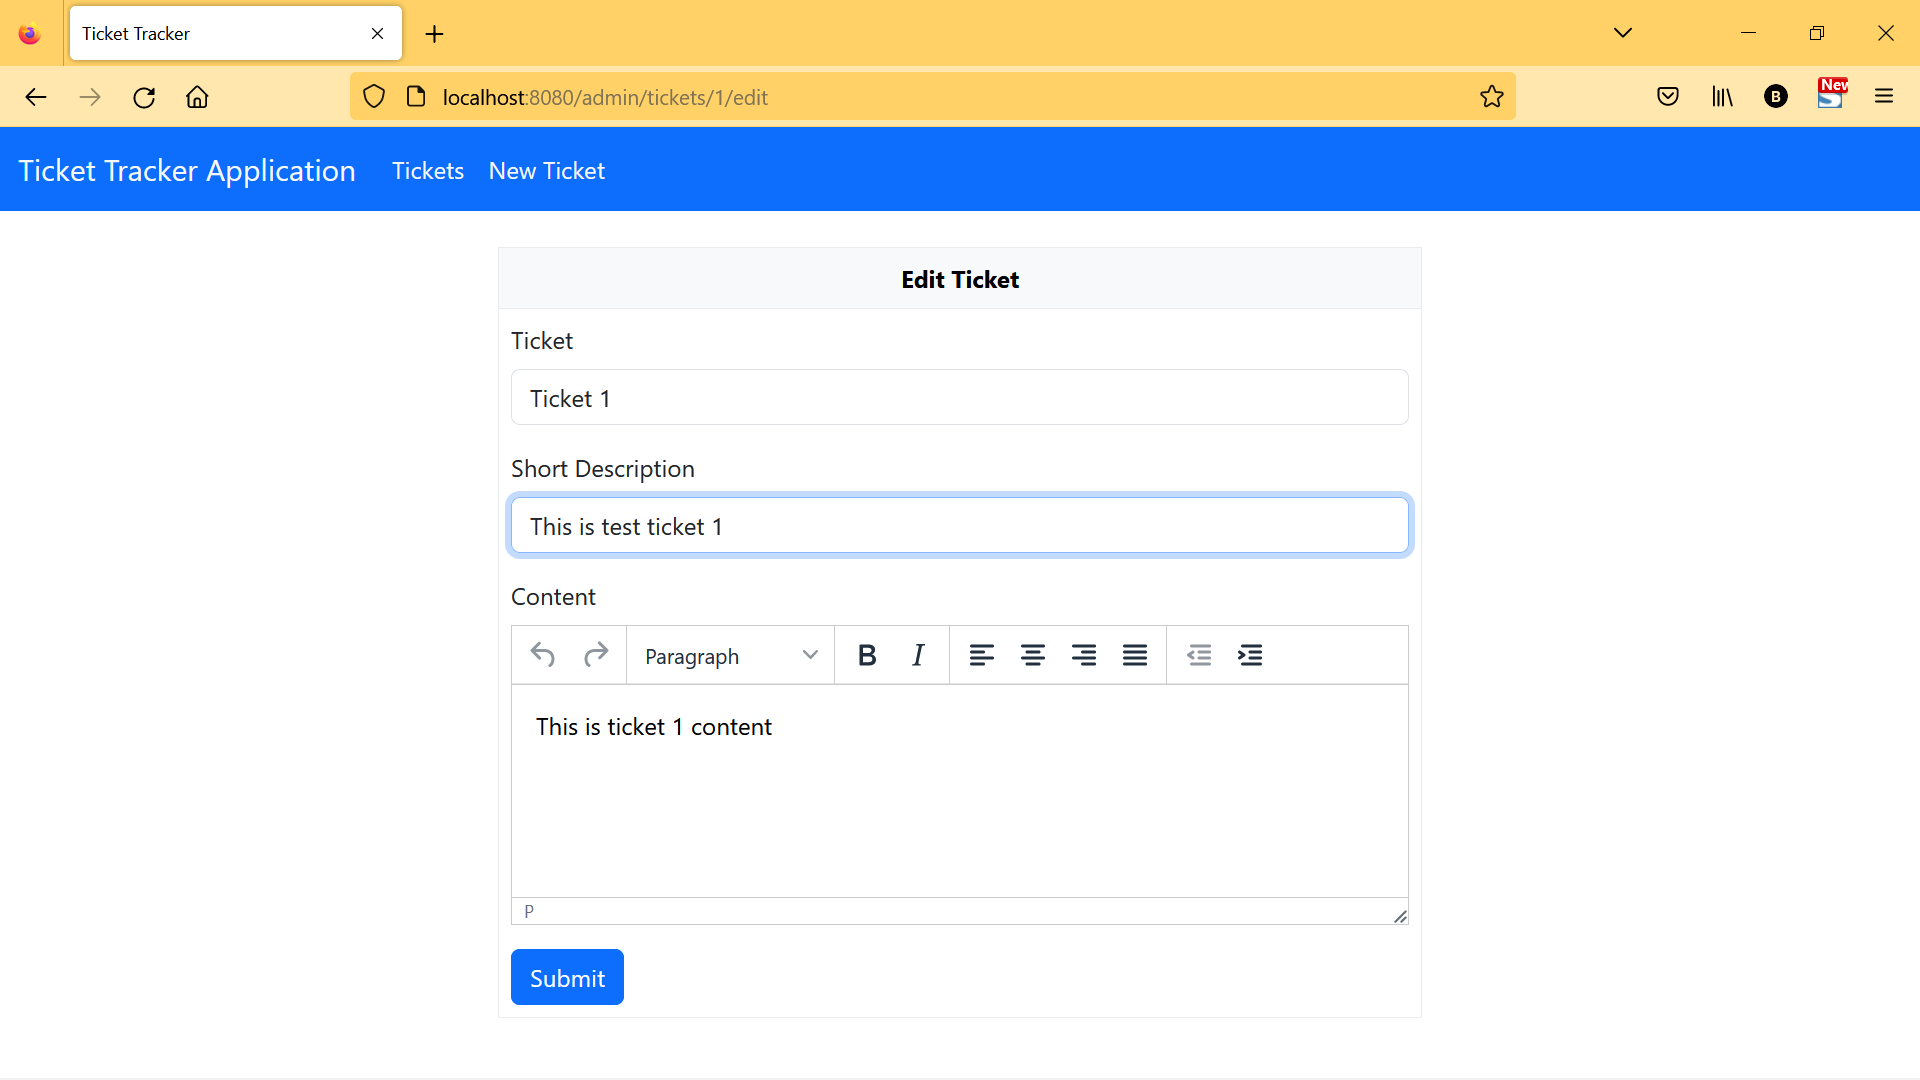 Ticket Tracker
localhost:8080/admin/tickets/1/edit
B
New
Ticket Tracker Application Tickets New Ticket
Edit Ticket
Ticket
Ticket 1
Short Description
This is test ticket 1
Content
Paragraph B I
This is ticket 1 content
P
Submit